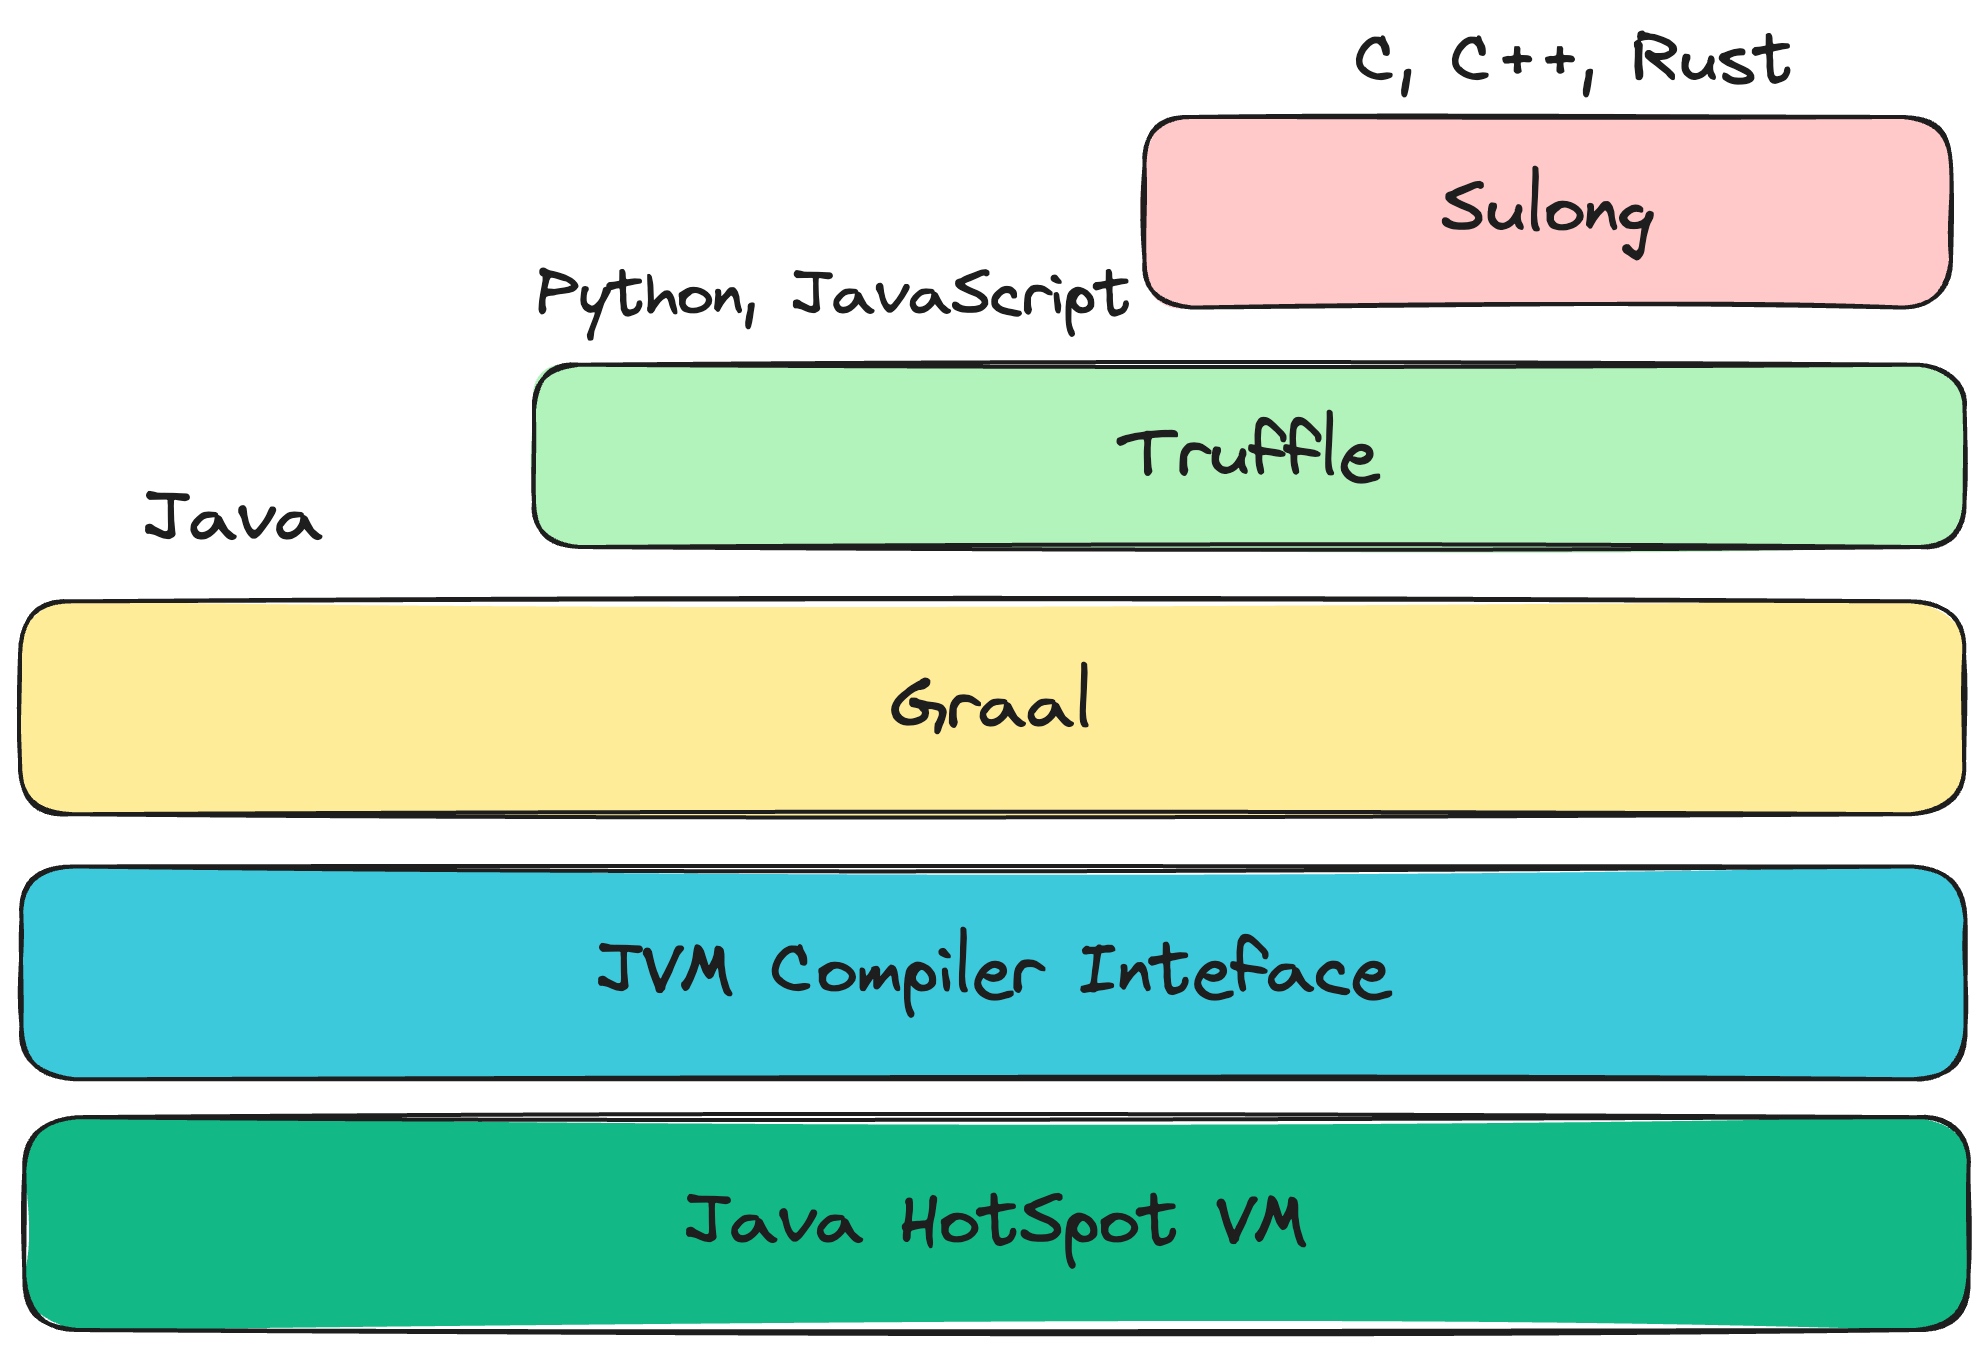 C, C++, Rust
Sulong
Python, JavaScript
Truffle
Java
Graal
JVM Compiler Inteface
Java HotSpot VM